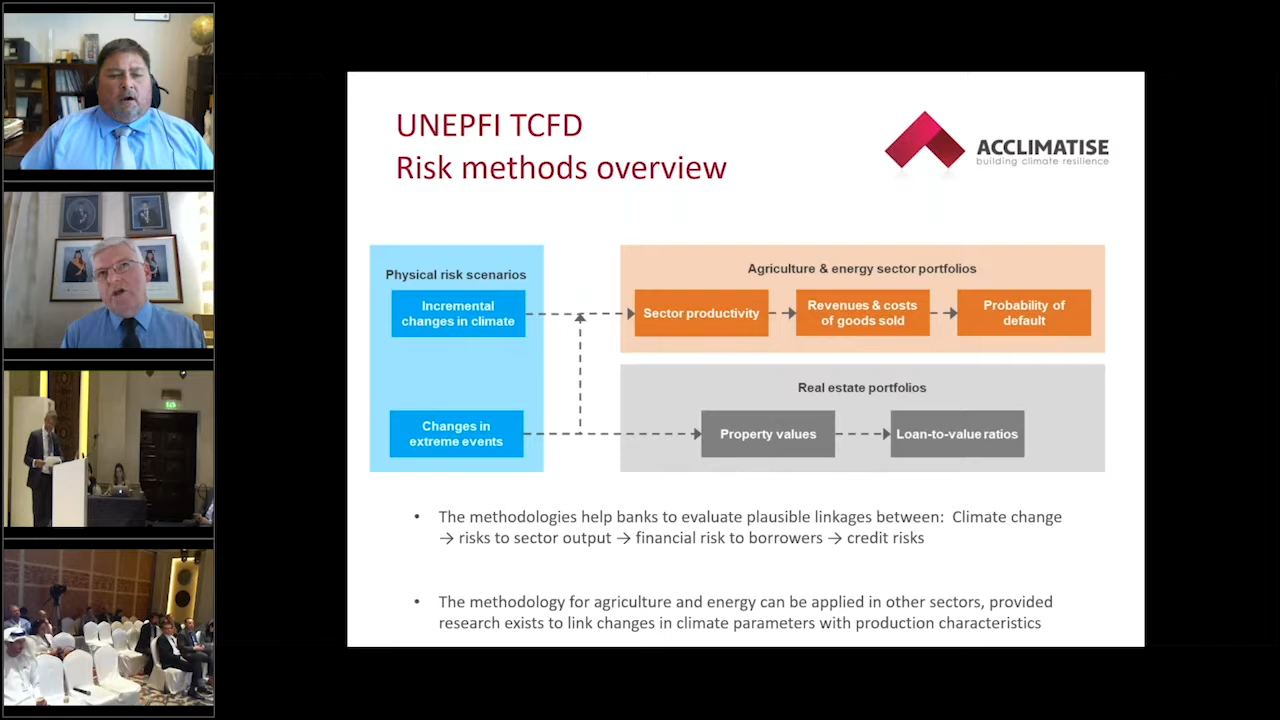 UNEPFI TCFD
Risk methods overview
ACCLIMATISE
building climate resilience
Physical risk scenarios
Incremental
changes in climate
Changes in
extreme events
Agriculture & energy sector portfolios
Sector productivity
Revenues & costs
of goods sold
Probability of
default
Real estate portfolios
Property values
Loan-to-value ratios
• The methodologies help banks to evaluate plausible linkages between: Climate change
→ risks to sector output → financial risk to borrowers → credit risks
• The methodology for agriculture and energy can be applied in other sectors, provided
research exists to link changes in climate parameters with production characteristics